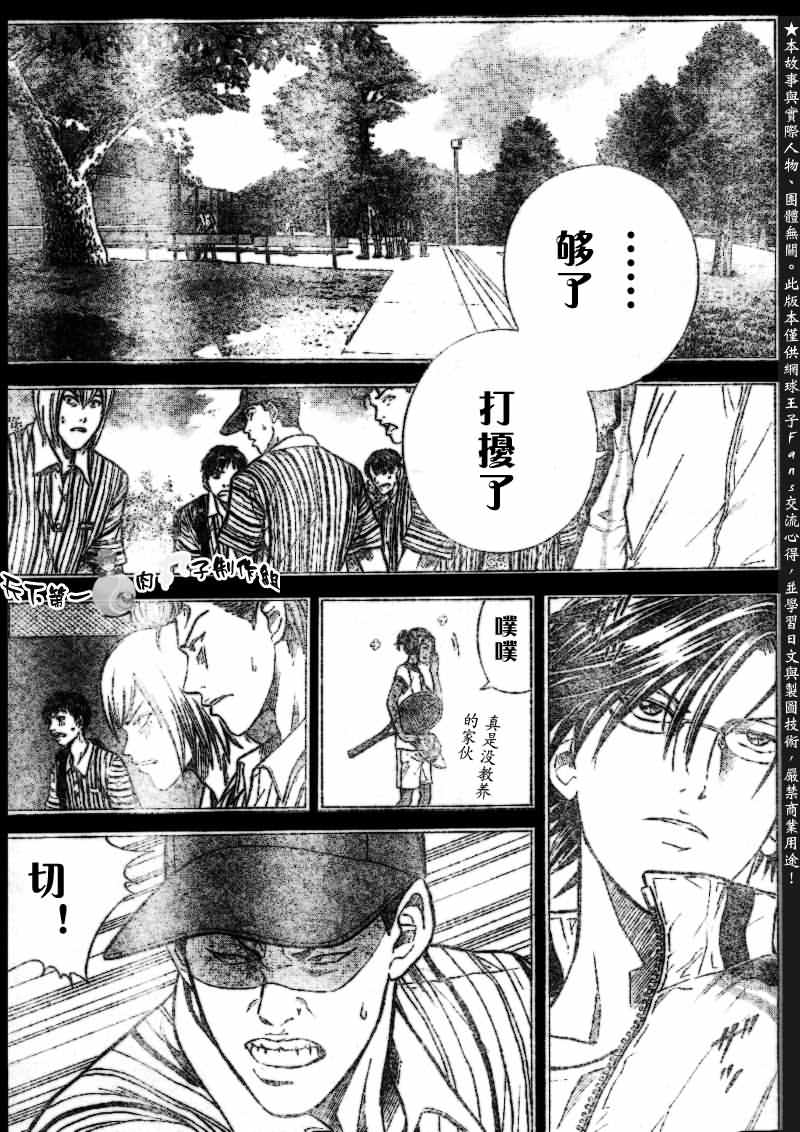 ★本故事與實際人物、團體無關。此版本僅供網球王子Fans交流心得，並學習日文與製圖技術，嚴禁商業用途！
……
够了
打擾了
噗噗
真是没教养
的家伙
切！
天下第一
肉
子制作組